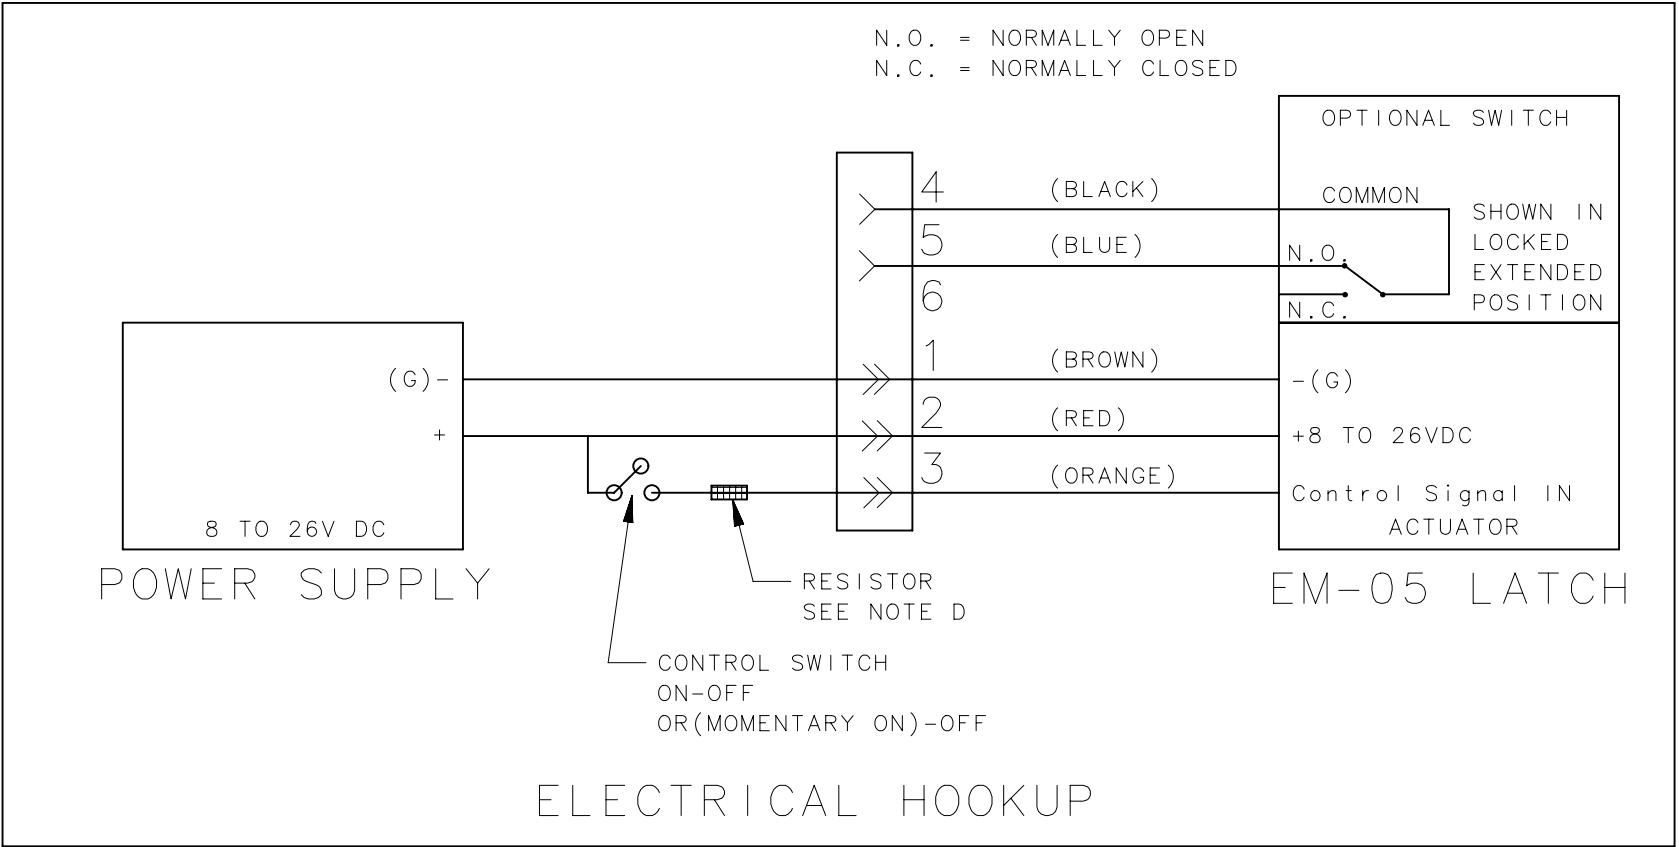 N.O. = NORMALLY OPEN
N.C. = NORMALLY CLOSED
OPTIONAL SWITCH
4
(BLACK)
COMMON
SHOWN IN
LOCKED
EXTENDED
POSITION
5
(BLUE)
N.O.
6
N.C.
(G)-
1
(BROWN)
-(G)
+
2
(RED)
+8 TO 26VDC
3
(ORANGE)
Control Signal IN
ACTUATOR
8 TO 26V DC
POWER SUPPLY
EM-05 LATCH
RESISTOR
SEE NOTE D
CONTROL SWITCH
ON-OFF
OR(MOMENTARY ON)-OFF
ELECTRICAL HOOKUP